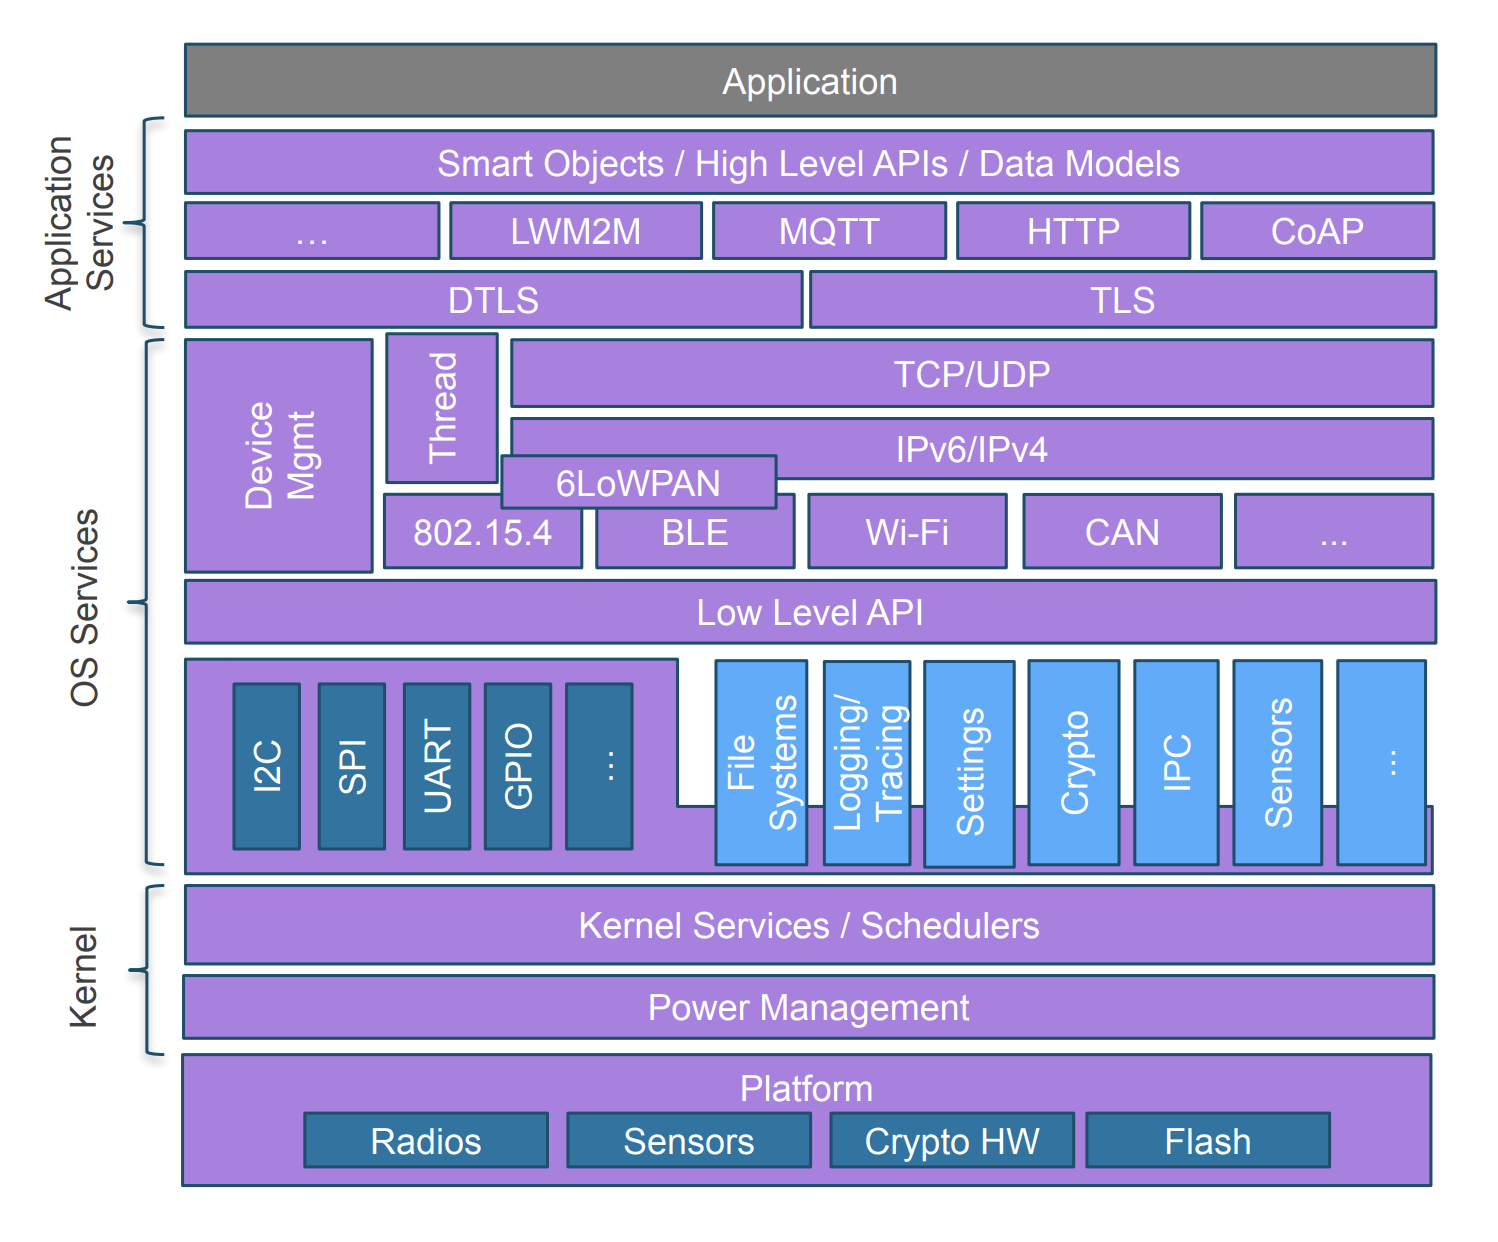 Application
Application
Services
Smart Objects / High Level APIs / Data Models
...
LWM2M
MQTT
HTTP
CoAP
DTLS
TLS
OS Services
Device
Mgmt
Thread
TCP/UDP
IPv6/IPv4
6LoWPAN
802.15.4
BLE
Wi-Fi
CAN
...
Low Level API
I2C
SPI
UART
GPIO
...
File
Systems
Logging/
Tracing
Settings
Crypto
IPC
Sensors
...
Kernel
Kernel Services / Schedulers
Power Management
Platform
Radios
Sensors
Crypto HW
Flash